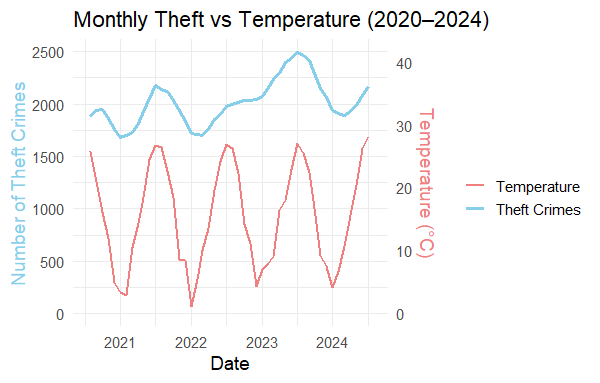 Monthly Theft vs Temperature (2020–2024)
Number of Theft Crimes
2500
2000
1500
1000
500
0
40
30
20
10
0
Temperature (°C)
2021 2022 2023 2024
Date
Temperature
Theft Crimes